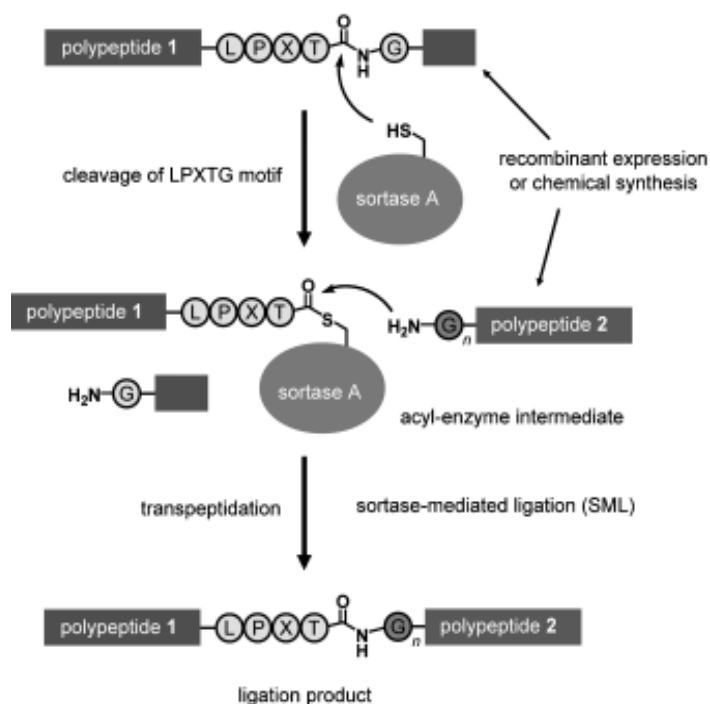 polypeptide 1 L P X T O N H G
HS
sortase A
cleavage of LPXTG motif
recombinant expression
or chemical synthesis
polypeptide 1 L P X T O S
H2N G n polypeptide 2
H2N G
sortase A
acyl-enzyme intermediate
transpeptidation
sortase-mediated ligation (SML)
polypeptide 1 L P X T O N H G n polypeptide 2
ligation product